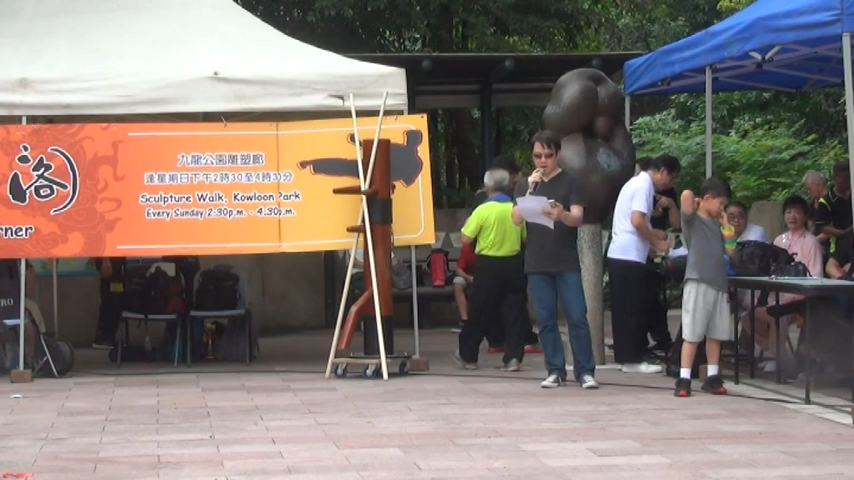 閣
rner
九龍公園雕塑廊
逢星期日下午2時30至4時30分
Sculpture Walk, Kowloon Park
Every Sunday 2:30p.m. - 4:30p.m.